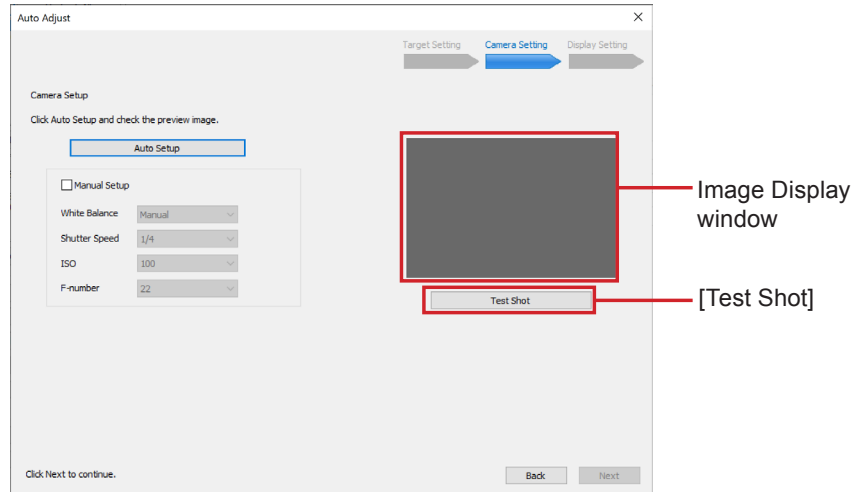 Auto Adjust
Target Setting Camera Setting Display Setting
Camera Setup
Click Auto Setup and check the preview image.
Auto Setup
Manual Setup
White Balance Manual
Shutter Speed 1/4
ISO 100
F-number 22
Test Shot
Image Display
window
[Test Shot]
Click Next to continue.
Back Next